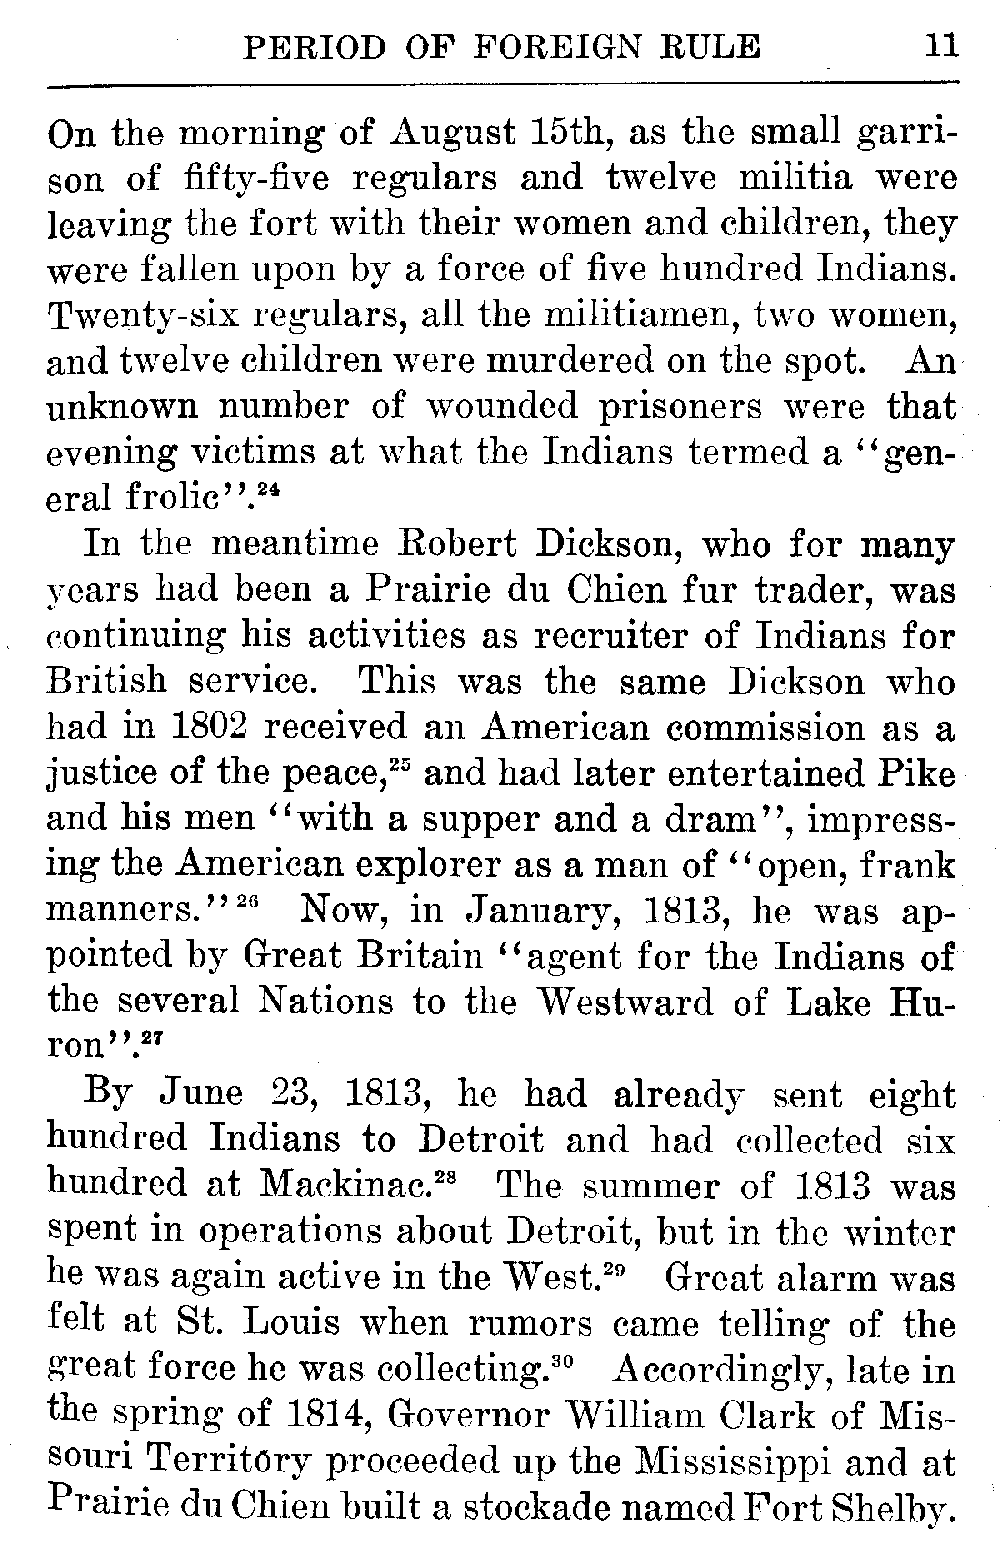 PERIOD OF FOREIGN RULE 11
On the morning of August 15th, as the small garri-
son of fifty-five regulars and twelve militia were
leaving the fort with their women and children, they
were fallen upon by a force of five hundred Indians.
Twenty-six regulars, all the militiamen, two women,
and twelve children were murdered on the spot. An
unknown number of wounded prisoners were that
evening victims at what the Indians termed a "gen-
eral frolic".²⁴
In the meantime Robert Dickson, who for many
years had been a Prairie du Chien fur trader, was
continuing his activities as recruiter of Indians for
British service. This was the same Dickson who
had in 1802 received an American commission as a
justice of the peace,²⁵ and had later entertained Pike
and his men "with a supper and a dram", impress-
ing the American explorer as a man of "open, frank
manners."²⁶ Now, in January, 1813, he was ap-
pointed by Great Britain "agent for the Indians of
the several Nations to the Westward of Lake Hu-
ron".²⁷
By June 23, 1813, he had already sent eight
hundred Indians to Detroit and had collected six
hundred at Mackinac.²⁸ The summer of 1813 was
spent in operations about Detroit, but in the winter
he was again active in the West.²⁹ Great alarm was
felt at St. Louis when rumors came telling of the
great force he was collecting.³⁰ Accordingly, late in
the spring of 1814, Governor William Clark of Mis-
souri Territory proceeded up the Mississippi and at
Prairie du Chien built a stockade named Fort Shelby.